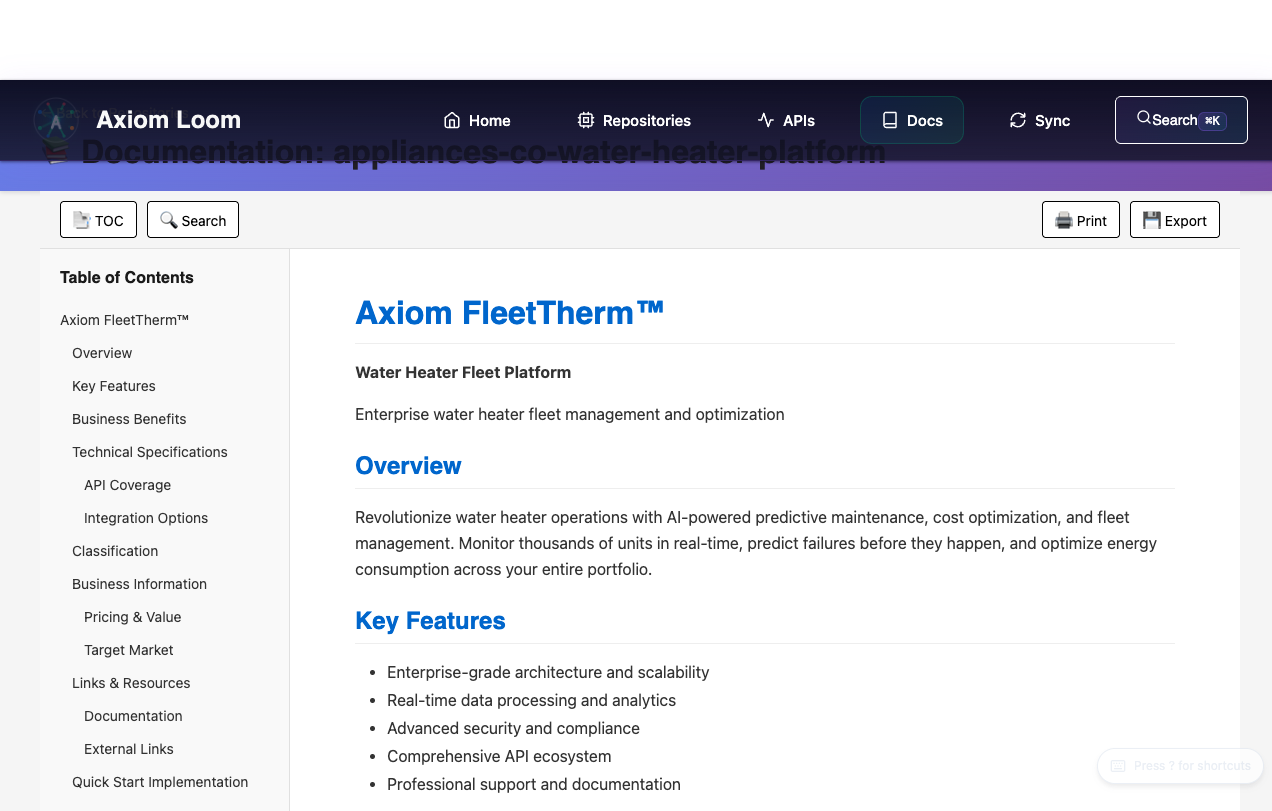 Axiom Loom
Home
Repositories
APIs
Docs
Sync
Search ⌘K
Documentation: appliances-co-water-heater-platform
TOC
Search
Print
Export
Table of Contents
Axiom FleetTherm™
Overview
Key Features
Business Benefits
Technical Specifications
API Coverage
Integration Options
Classification
Business Information
Pricing & Value
Target Market
Links & Resources
Documentation
External Links
Quick Start Implementation
Axiom FleetTherm™
Water Heater Fleet Platform
Enterprise water heater fleet management and optimization
Overview
Revolutionize water heater operations with AI-powered predictive maintenance, cost optimization, and fleet
management. Monitor thousands of units in real-time, predict failures before they happen, and optimize energy
consumption across your entire portfolio.
Key Features
Enterprise-grade architecture and scalability
Real-time data processing and analytics
Advanced security and compliance
Comprehensive API ecosystem
Professional support and documentation
Press ? for shortcuts